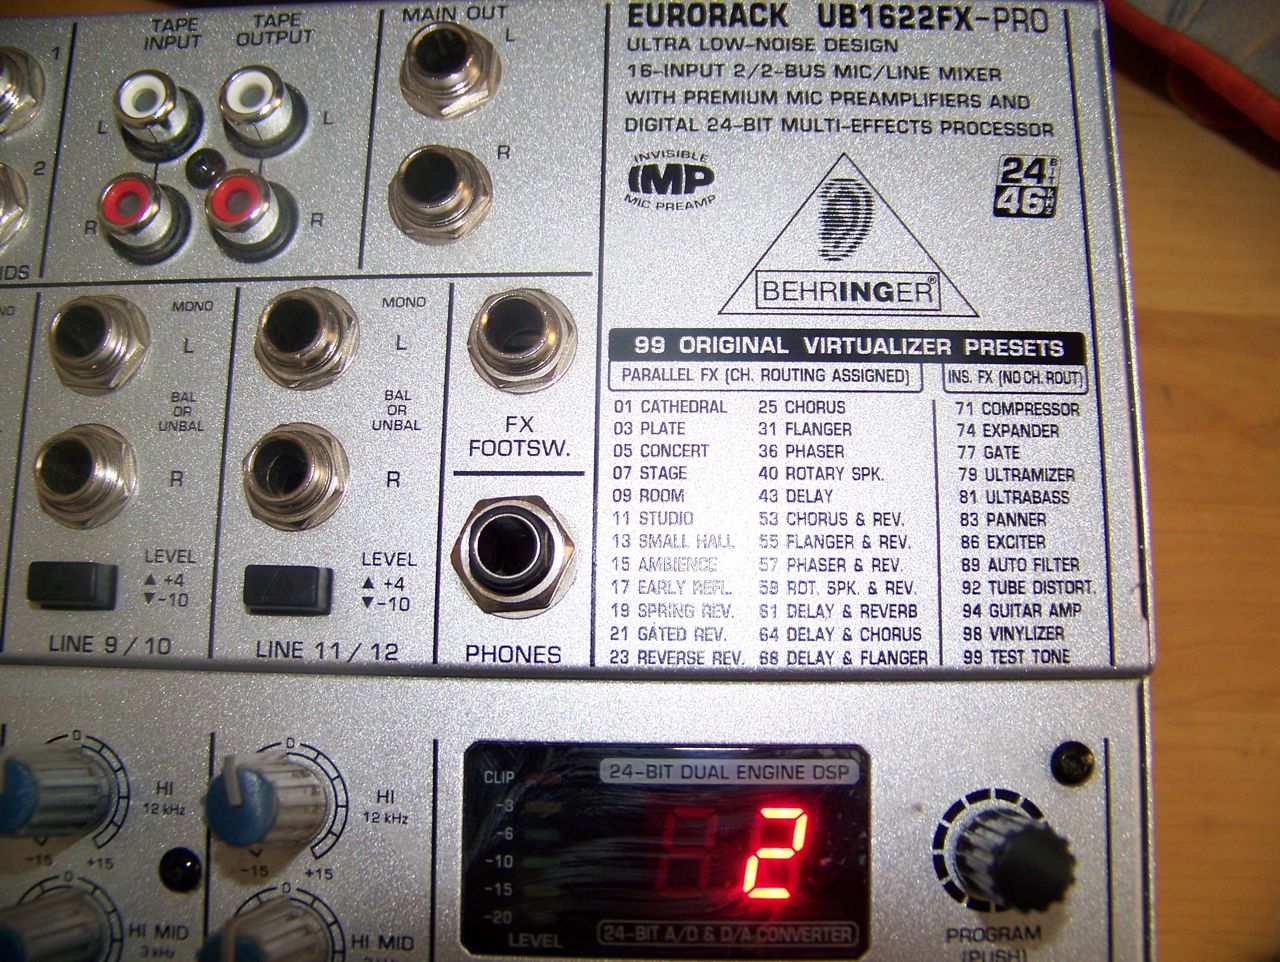 1
2
TAPE INPUT
TAPE OUTPUT
L
L
R
R
MAIN OUT
L
R
EURORACK UB1622FX-PRO
ULTRA LOW-NOISE DESIGN
16-INPUT 2/2-BUS MIC/LINE MIXER
WITH PREMIUM MIC PREAMPLIFIERS AND
DIGITAL 24-BIT MULTI-EFFECTS PROCESSOR
INVISIBLE
IMP
MIC PREAMP
24 BIT
46 KHZ
BEHRINGER®
MONO
L
BAL
OR
UNBAL
R
LEVEL
▲ +4
▼ -10
LINE 9 / 10
MONO
L
BAL
OR
UNBAL
R
LEVEL
▲ +4
▼ -10
LINE 11 / 12
FX
FOOTSW.
PHONES
99 ORIGINAL VIRTUALIZER PRESETS
PARALLEL FX (CH. ROUTING ASSIGNED)
INS. FX (NO CH. ROUT)
01 CATHEDRAL
03 PLATE
05 CONCERT
07 STAGE
09 ROOM
11 STUDIO
13 SMALL HALL
15 AMBIENCE
17 EARLY REFL.
19 SPRING REV.
21 GATED REV.
23 REVERSE REV.
25 CHORUS
31 FLANGER
36 PHASER
40 ROTARY SPK.
43 DELAY
53 CHORUS & REV.
55 FLANGER & REV.
57 PHASER & REV.
59 ROT. SPK. & REV.
61 DELAY & REVERB
64 DELAY & CHORUS
68 DELAY & FLANGER
71 COMPRESSOR
74 EXPANDER
77 GATE
79 ULTRAMIZER
81 ULTRABASS
83 PANNER
86 EXCITER
89 AUTO FILTER
92 TUBE DISTORT.
94 GUITAR AMP
98 VINYLIZER
99 TEST TONE
0
HI
12 kHz
-15
+15
0
HI MID
3 kHz
0
HI
12 kHz
-15
+15
0
HI MID
CLIP
-3
-6
-10
-15
-20
LEVEL
24-BIT DUAL ENGINE DSP
2
24-BIT A/D & D/A CONVERTER
PROGRAM
(PUSH)